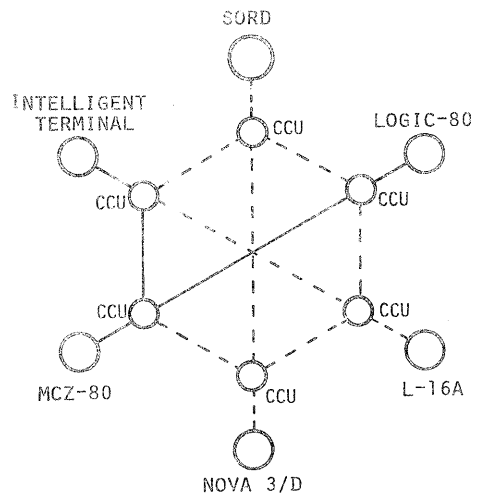 SORD
CCU
INTELLIGENT
TERMINAL
LOGIC-80
CCU
CCU
CCU
CCU
MCZ-80
L-16A
CCU
NOVA 3/D